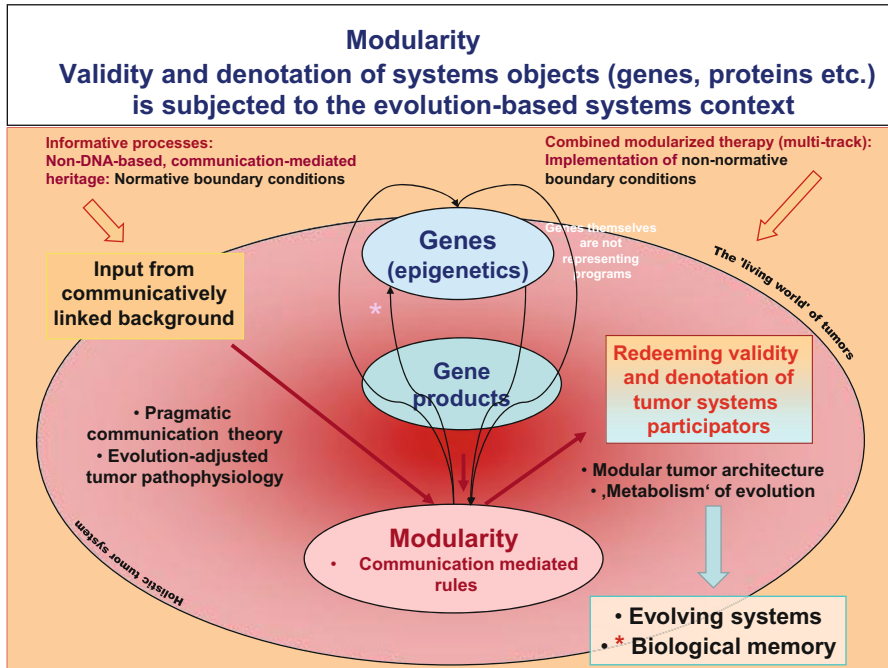 Modularity
Validity and denotation of systems objects (genes, proteins etc.)
is subjected to the evolution-based systems context
Informative processes:
Non-DNA-based, communication-mediated
heritage: Normative boundary conditions
Combined modularized therapy (multi-track):
Implementation of non-normative
boundary conditions
Genes
(epigenetics)
Genes themselves
are not
representing
programs
The 'living world' of tumors
Input from
communicatively
linked background
*
Gene
products
Redeeming validity
and denotation of
tumor systems
participators
• Pragmatic
communication theory
• Evolution-adjusted
tumor pathophysiology
• Modular tumor architecture
• ‚Metabolism‘ of evolution
Holistic tumor system
Modularity
• Communication mediated
rules
• Evolving systems
• * Biological memory